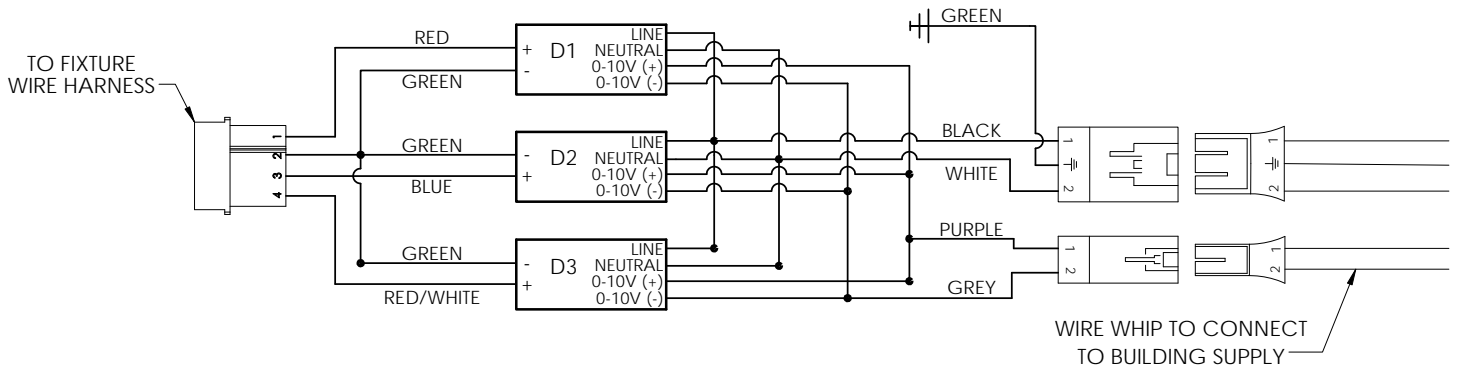 TO FIXTURE
WIRE HARNESS
1
2
3
4
RED
GREEN
GREEN
BLUE
GREEN
RED/WHITE
+ D1 LINE
- NEUTRAL
0-10V (+)
0-10V (-)
- D2 LINE
+ NEUTRAL
0-10V (+)
0-10V (-)
- D3 LINE
+ NEUTRAL
0-10V (+)
0-10V (-)
GREEN
BLACK
WHITE
PURPLE
GREY
1
2
1
2
1
2
1
2
WIRE WHIP TO CONNECT
TO BUILDING SUPPLY